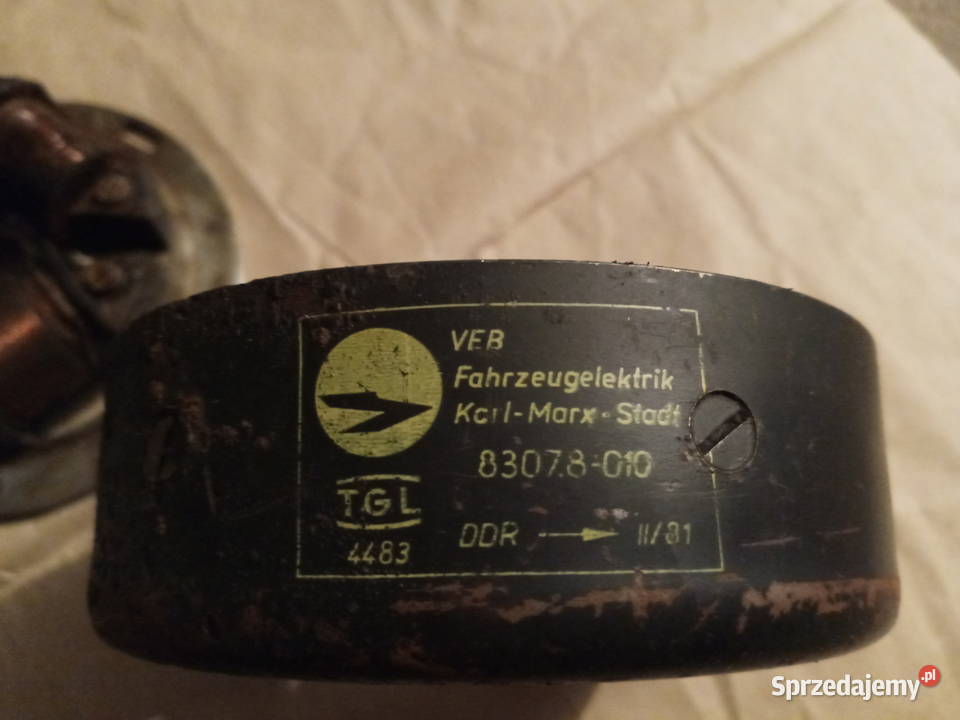 VEB
Fahrzeugelektrik
Karl-Marx-Stadt
8307.8-010
TGL
4483
DDR II/81
Sprzedajemy.pl